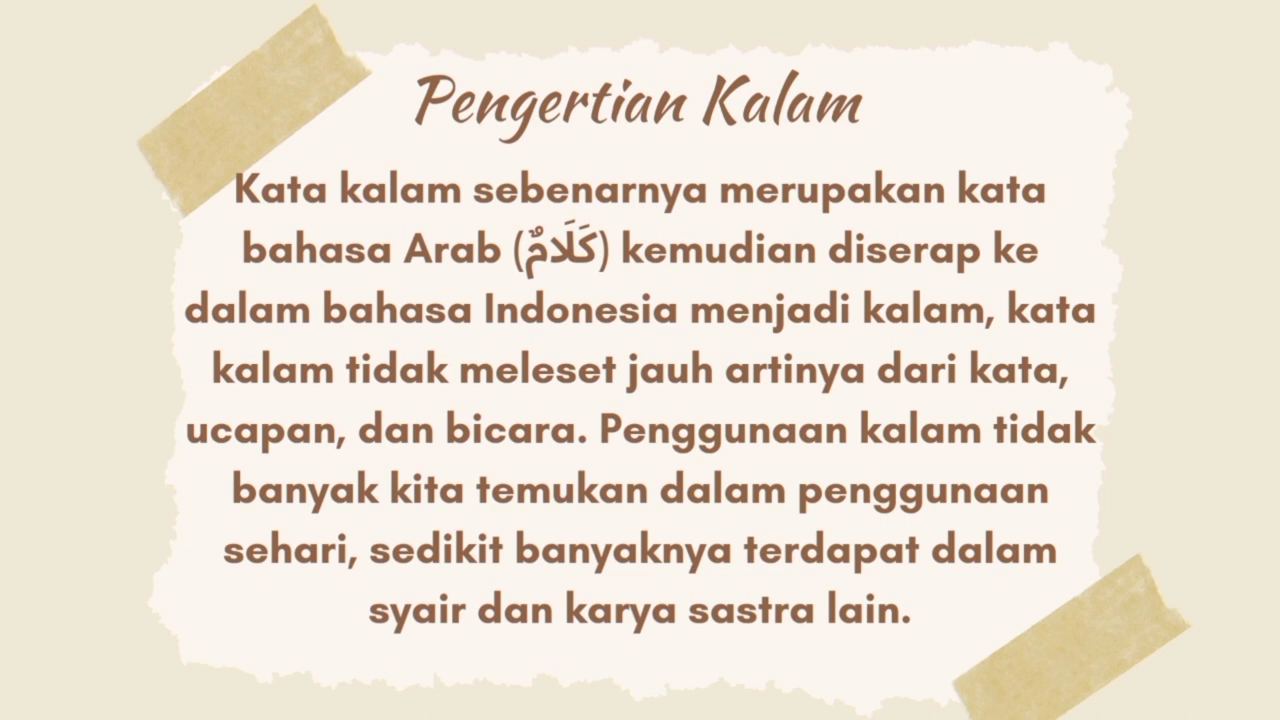 Pengertian Kalam
Kata kalam sebenarnya merupakan kata
bahasa Arab (كَلَامٌ) kemudian diserap ke
dalam bahasa Indonesia menjadi kalam, kata
kalam tidak meleset jauh artinya dari kata,
ucapan, dan bicara. Penggunaan kalam tidak
banyak kita temukan dalam penggunaan
sehari, sedikit banyaknya terdapat dalam
syair dan karya sastra lain.